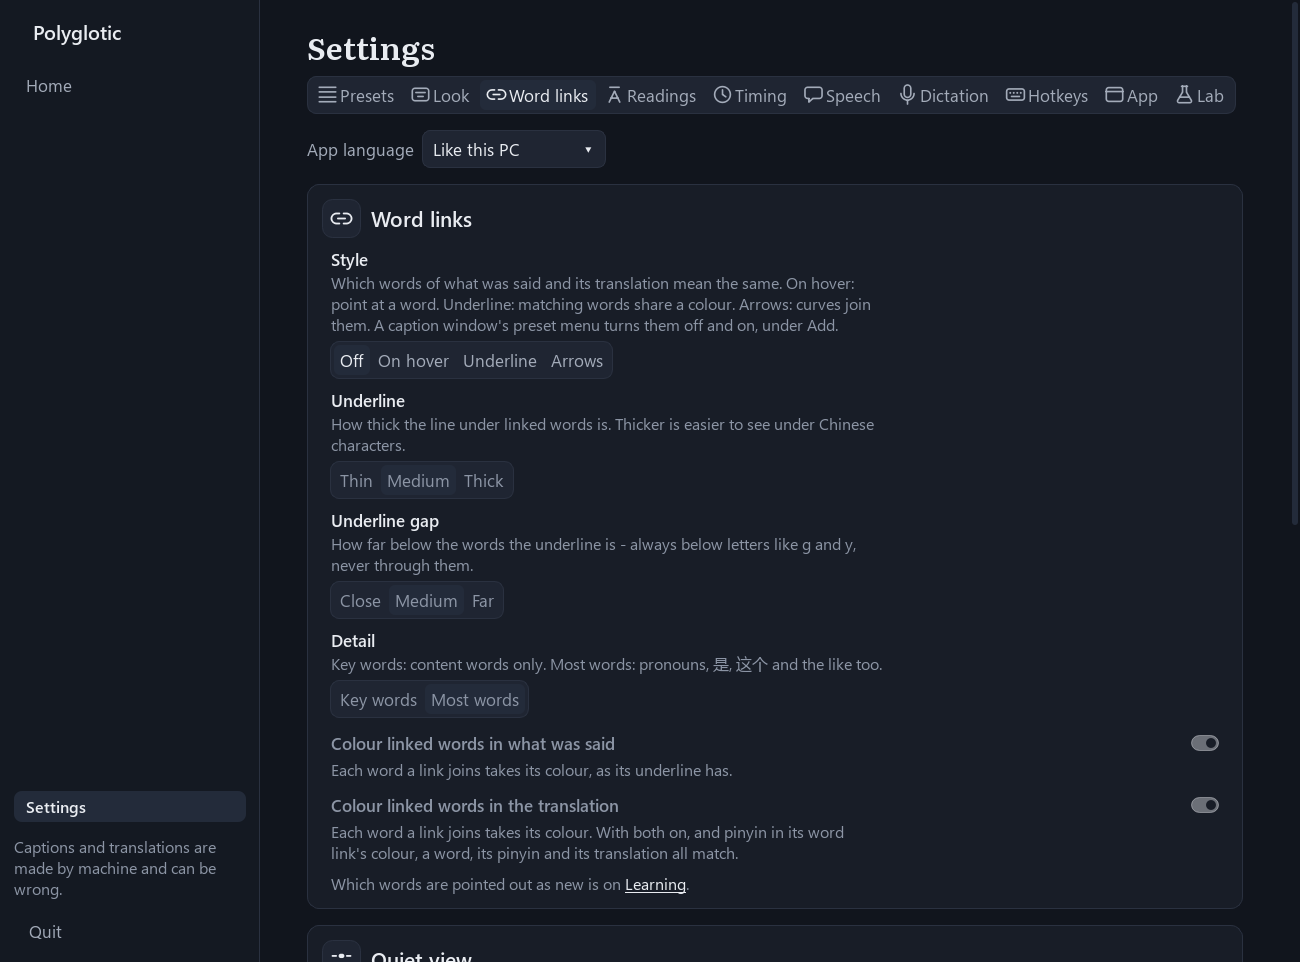 Polyglotic
Home
Settings
Captions and translations are
made by machine and can be
wrong.
Quit
Settings
Presets Look Word links Readings Timing Speech Dictation Hotkeys App Lab
App language Like this PC
Word links
Style
Which words of what was said and its translation mean the same. On hover:
point at a word. Underline: matching words share a colour. Arrows: curves join
them. A caption window's preset menu turns them off and on, under Add.
Off On hover Underline Arrows
Underline
How thick the line under linked words is. Thicker is easier to see under Chinese
characters.
Thin Medium Thick
Underline gap
How far below the words the underline is - always below letters like g and y,
never through them.
Close Medium Far
Detail
Key words: content words only. Most words: pronouns, 是, 这个 and the like too.
Key words Most words
Colour linked words in what was said
Each word a link joins takes its colour, as its underline has.
Colour linked words in the translation
Each word a link joins takes its colour. With both on, and pinyin in its word
link's colour, a word, its pinyin and its translation all match.
Which words are pointed out as new is on Learning.
Quiet view